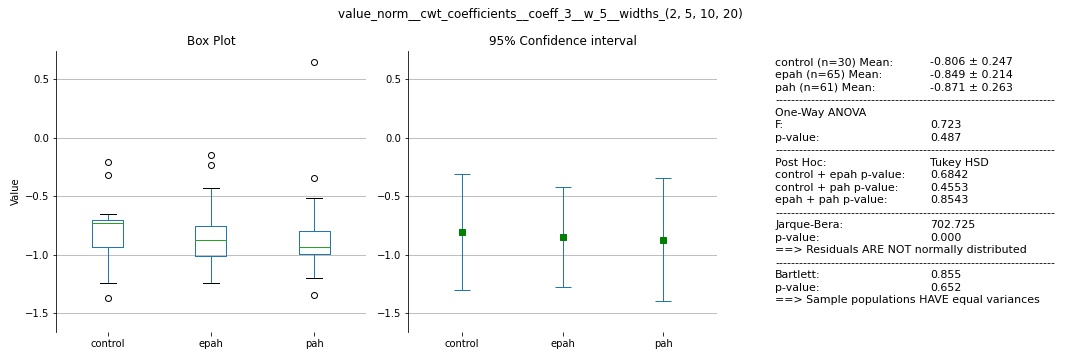 value_norm__cwt_coefficients__coeff_3__w_5__widths_(2, 5, 10, 20)
Box Plot
Value
0.5
0.0
−0.5
−1.0
−1.5
control
epah
pah
95% Confidence interval
0.5
0.0
−0.5
−1.0
−1.5
control
epah
pah
control (n=30) Mean: -0.806 ± 0.247
epah (n=65) Mean: -0.849 ± 0.214
pah (n=61) Mean: -0.871 ± 0.263
One-Way ANOVA
F: 0.723
p-value: 0.487
Post Hoc: Tukey HSD
control + epah p-value: 0.6842
control + pah p-value: 0.4553
epah + pah p-value: 0.8543
Jarque-Bera: 702.725
p-value: 0.000
==> Residuals ARE NOT normally distributed
Bartlett: 0.855
p-value: 0.652
==> Sample populations HAVE equal variances